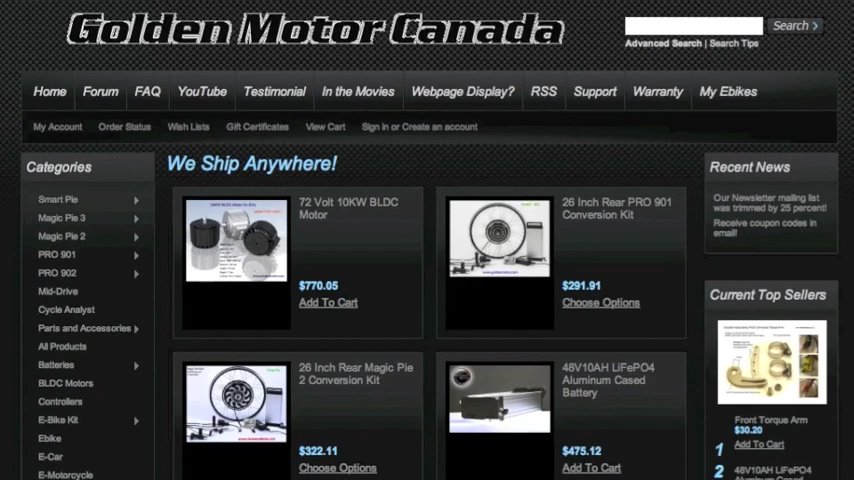 Golden Motor Canada
Search >
Advanced Search | Search Tips
Home Forum FAQ YouTube Testimonial In the Movies Webpage Display? RSS Support Warranty My Ebikes
My Account Order Status Wish Lists Gift Certificates View Cart Sign in or Create an account
Categories
Smart Pie
Magic Pie 3
Magic Pie 2
PRO 901
PRO 902
Mid-Drive
Cycle Analyst
Parts and Accessories
All Products
Batteries
BLDC Motors
Controllers
E-Bike Kit
Ebike
E-Car
E-Motorcycle
We Ship Anywhere!
72 Volt 10KW BLDC
Motor
$770.05
Add To Cart
26 Inch Rear PRO 901
Conversion Kit
$291.91
Choose Options
26 Inch Rear Magic Pie
2 Conversion Kit
$322.11
Choose Options
48V10AH LiFePO4
Aluminum Cased
Battery
$475.12
Add To Cart
Recent News
Our Newsletter mailing list
was trimmed by 25 percent!
Receive coupon codes in
email!
Current Top Sellers
Front Torque Arm
$30.20
1 Add To Cart
2 48V10AH LiFePO4
Aluminum Cased